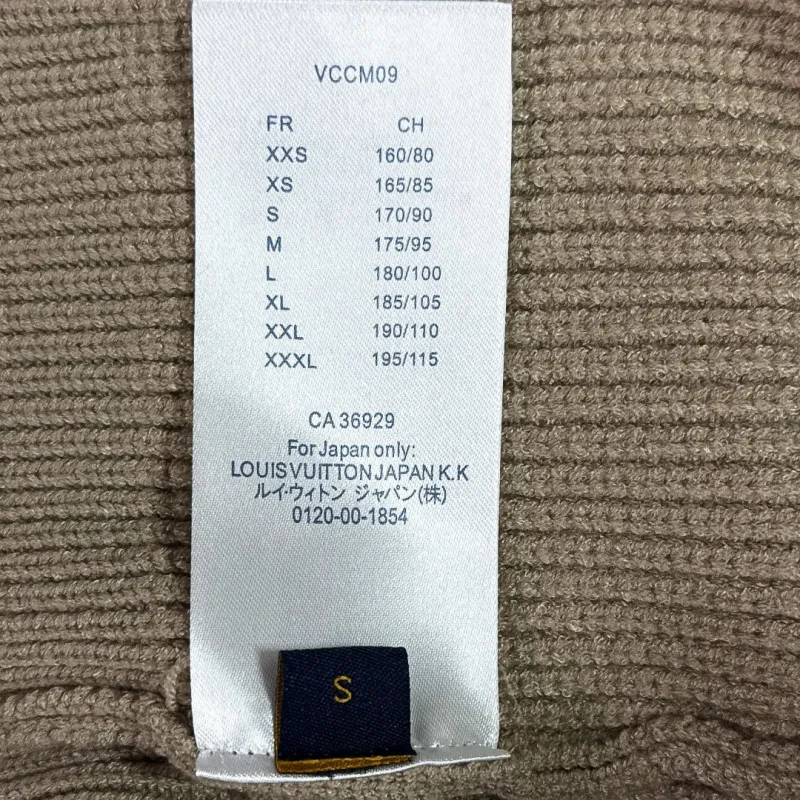 VCCM09
FR CH
XXS 160/80
XS 165/85
S 170/90
M 175/95
L 180/100
XL 185/105
XXL 190/110
XXXL 195/115
CA 36929
For Japan only:
LOUIS VUITTON JAPAN K.K
ルイ・ウィトン ジャパン(株)
0120-00-1854
S